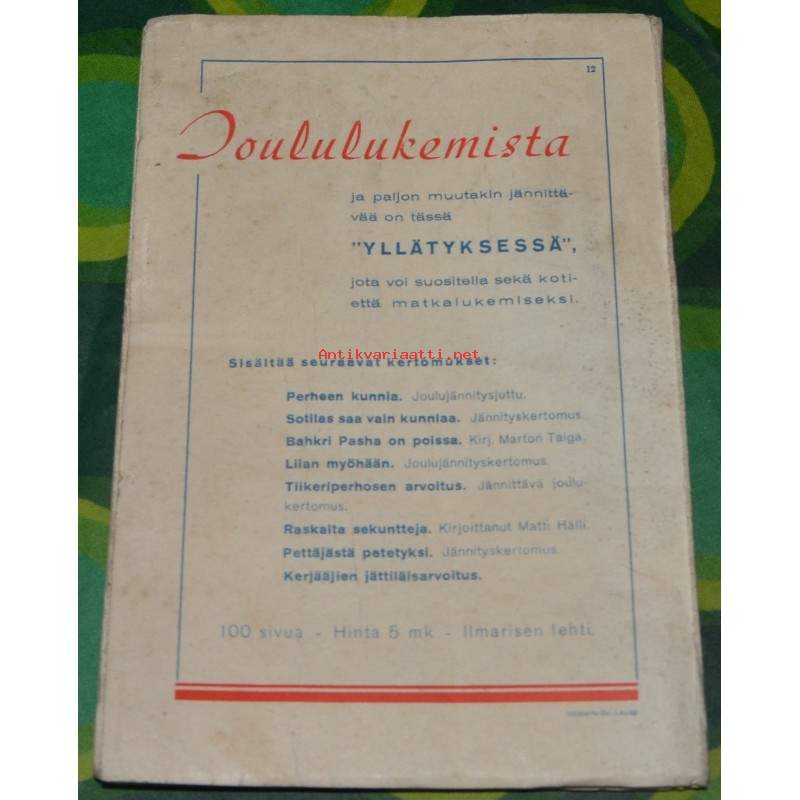 12
Joululukemista
ja paljon muutakin jännittä-
vää on tässä
"YLLÄTYKSESSÄ",
jota voi suositella sekä koti-
että matkalukemiseksi.
Antikvariaatti.net
Sisältää seuraavat kertomukset:
Perheen kunnia. Joulujännitysjuttu.
Sotilas saa vain kunniaa. Jännityskertomus.
Bahkri Pasha on poissa. Kirj. Marton Taiga.
Liian myöhään. Joulujännityskertomus.
Tiikeriperhosen arvoitus. Jännittävä joulu-
kertomus.
Raskaita sekuntteja. Kirjoittanut Matti Hälli.
Pettäjästä petetyksi. Jännityskertomus.
Kerjääjien jättiläisarvoitus.
100 sivua - Hinta 5 mk. - Ilmarisen lehti.